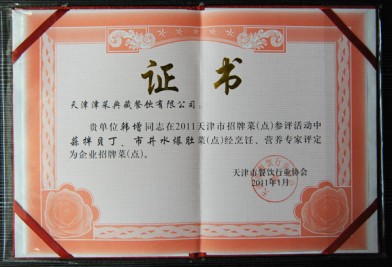 证书
天津津菜典藏餐饮有限公司:
贵单位韩增同志在2011天津市招牌菜(点)参评活动中
蒜拌贝丁、市井水爆肚菜(点)经烹饪、营养专家评定
为企业招牌菜(点)。
天津市餐饮行业协会
2011年1月